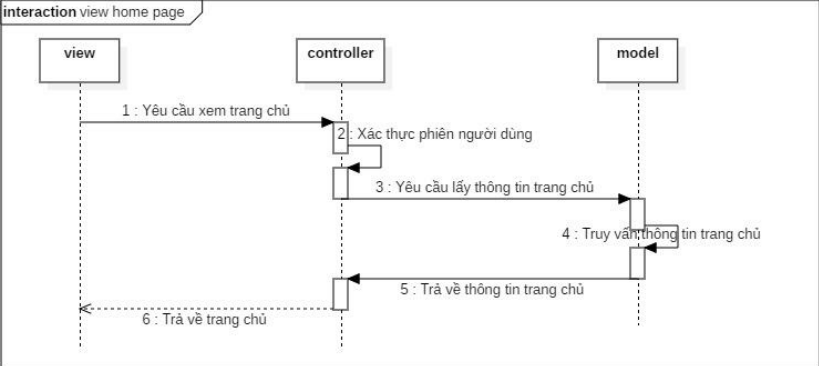 interaction view home page
view
controller
model
1 : Yêu cầu xem trang chủ
2 : Xác thực phiên người dùng
3 : Yêu cầu lấy thông tin trang chủ
4 : Truy vấn thông tin trang chủ
5 : Trả về thông tin trang chủ
6 : Trả về trang chủ